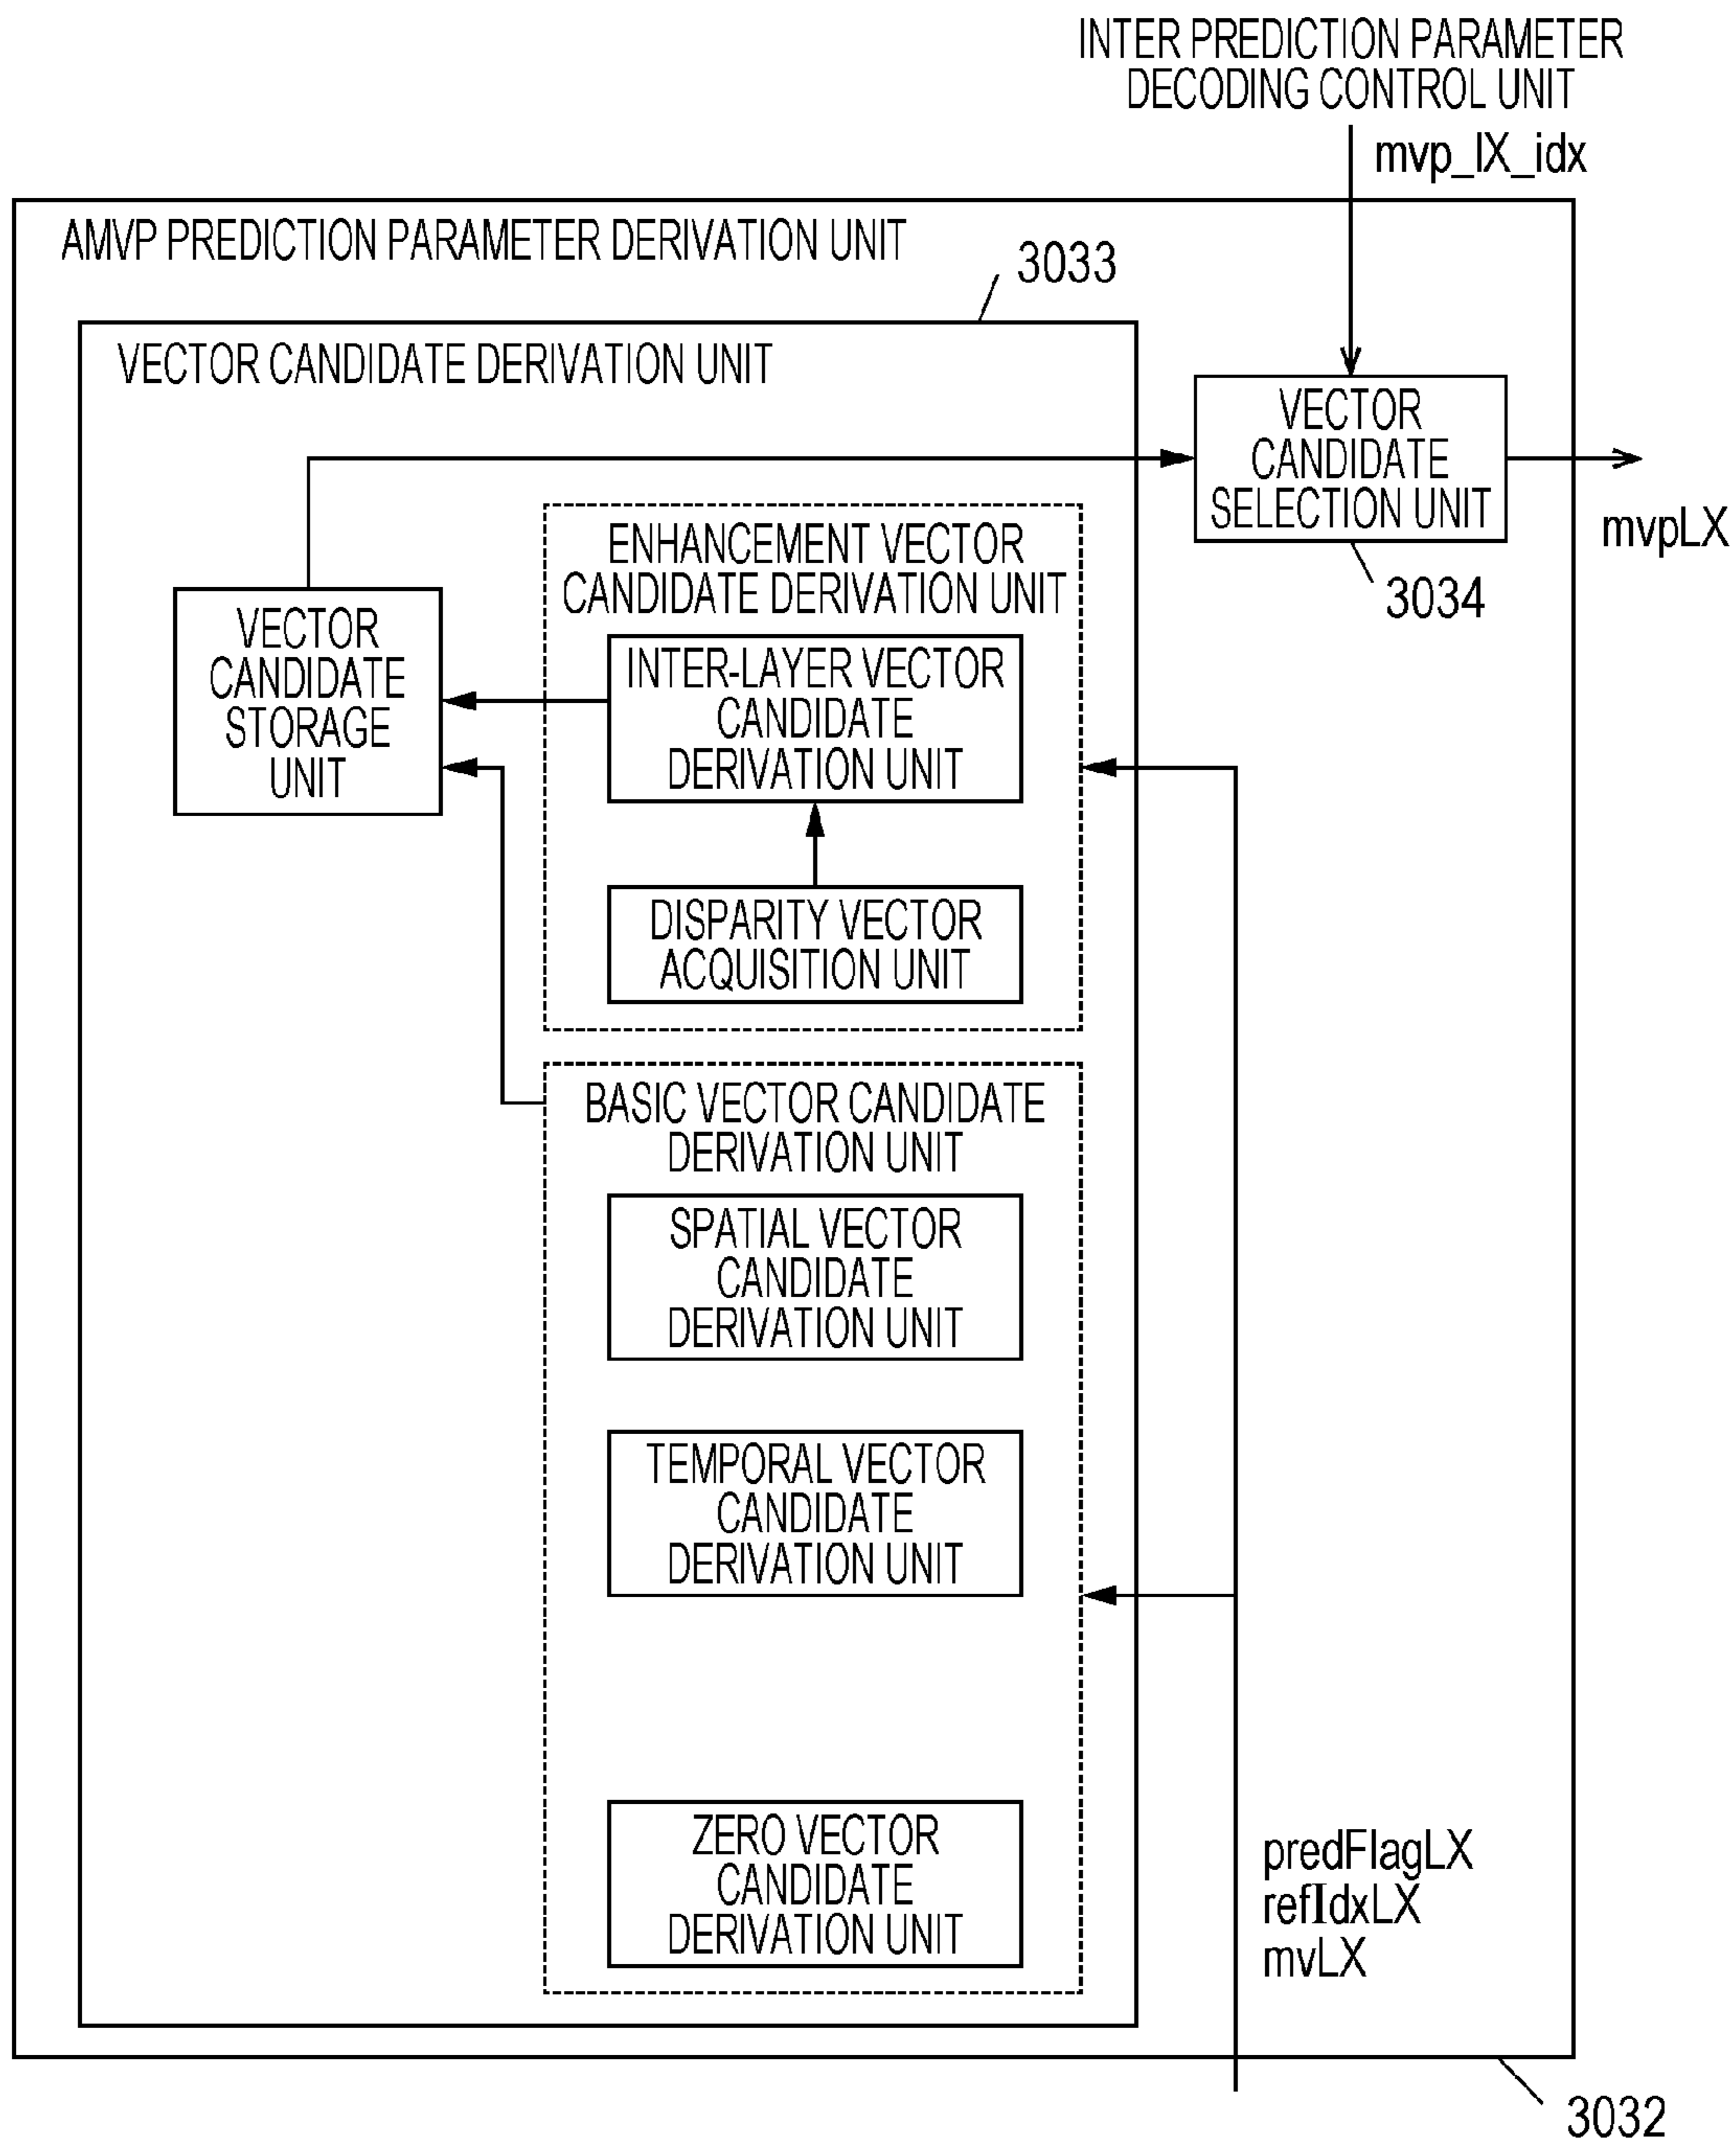 INTER PREDICTION PARAMETER
DECODING CONTROL UNIT
mvp_lX_idx
AMVP PREDICTION PARAMETER DERIVATION UNIT
3033
VECTOR CANDIDATE DERIVATION UNIT
VECTOR
CANDIDATE
SELECTION UNIT
mvpLX
3034
ENHANCEMENT VECTOR
CANDIDATE DERIVATION UNIT
VECTOR
CANDIDATE
STORAGE
UNIT
INTER-LAYER VECTOR
CANDIDATE
DERIVATION UNIT
DISPARITY VECTOR
ACQUISITION UNIT
BASIC VECTOR CANDIDATE
DERIVATION UNIT
SPATIAL VECTOR
CANDIDATE
DERIVATION UNIT
TEMPORAL VECTOR
CANDIDATE
DERIVATION UNIT
ZERO VECTOR
CANDIDATE
DERIVATION UNIT
predFlagLX
refIdxLX
mvLX
3032